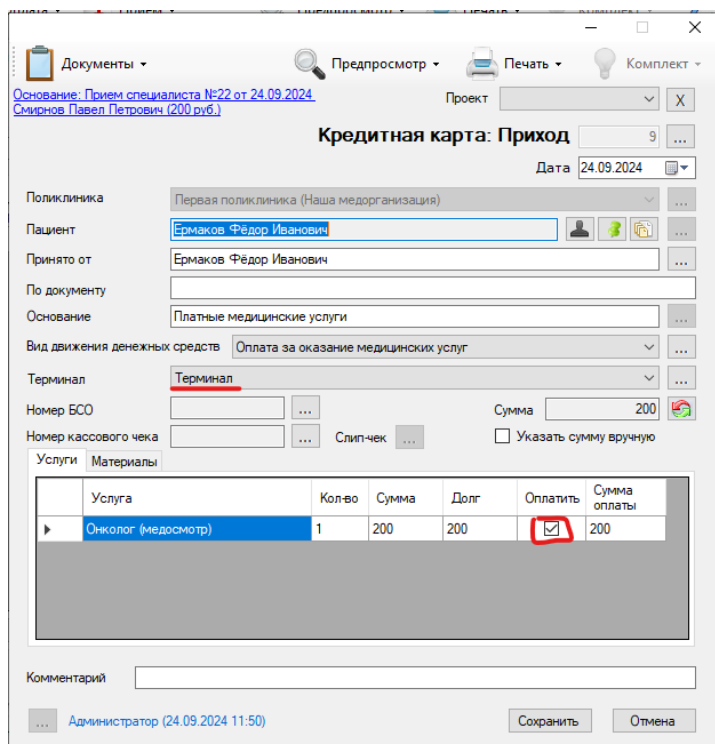 Документы
Предпросмотр
Печать
Комплект
Основание: Прием специалиста №22 от 24.09.2024
Смирнов Павел Петрович (200 руб.)
Проект
X
Кредитная карта: Приход 9 ...
Дата 24.09.2024
Поликлиника Первая поликлиника (Наша медорганизация) ...
Пациент Ермаков Фёдор Иванович ...
Принято от Ермаков Фёдор Иванович ...
По документу
Основание Платные медицинские услуги ...
Вид движения денежных средств Оплата за оказание медицинских услуг ...
Терминал Терминал ...
Номер БСО ... Сумма 200
Номер кассового чека ... Слип-чек ... Указать сумму вручную
Услуги Материалы
Услуга Кол-во Сумма Долг Оплатить Сумма оплаты
Онколог (медосмотр) 1 200 200 200
Комментарий
... Администратор (24.09.2024 11:50) Сохранить Отмена